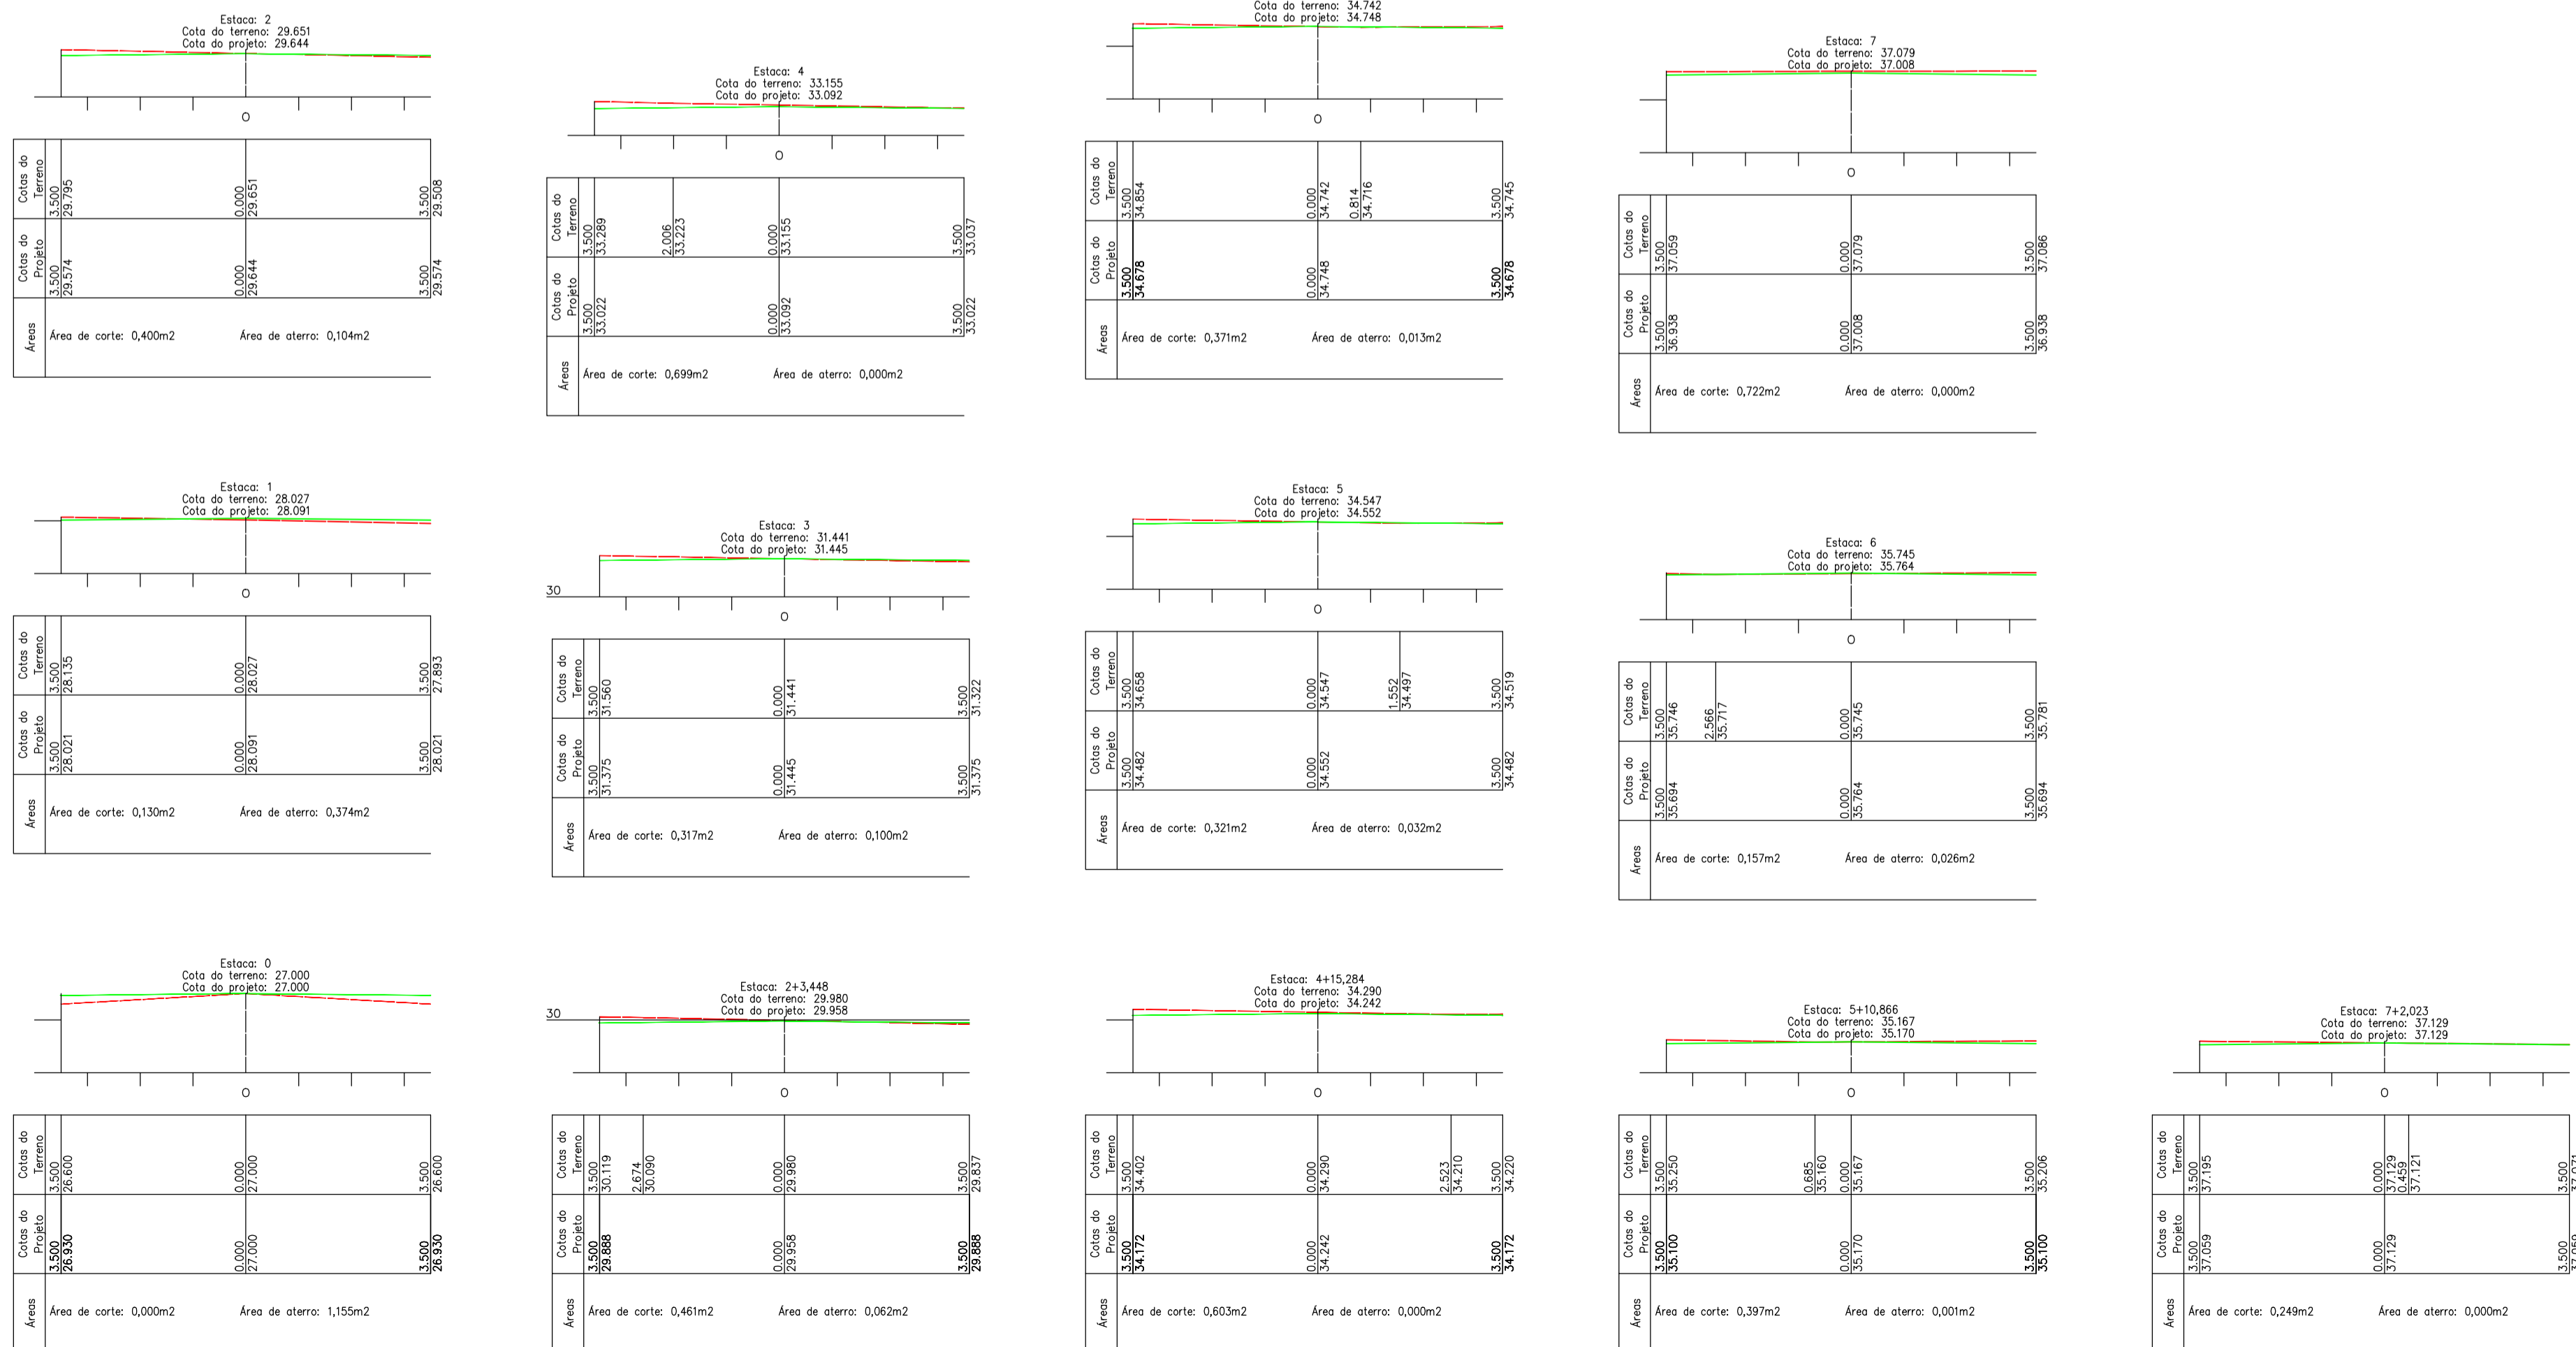 Estaca: 2
Cota do terreno: 29.651
Cota do projeto: 29.644
O
Cotas do Terreno
3.500 29.795
0.000 29.651
3.500 29.508
Cotas do Projeto
3.500 29.574
0.000 29.644
3.500 29.574
Áreas
Área de corte: 0,400m2 Área de aterro: 0,104m2
Estaca: 4
Cota do terreno: 33.155
Cota do projeto: 33.092
O
Cotas do Terreno
3.500 33.289
2.006 33.223
0.000 33.155
3.500 33.037
Cotas do Projeto
3.500 33.022
0.000 33.092
3.500 33.022
Áreas
Área de corte: 0,699m2 Área de aterro: 0,000m2
Cota do terreno: 34.742
Cota do projeto: 34.748
O
Cotas do Terreno
3.500 34.854
0.000 34.742
0.814 34.716
3.500 34.745
Cotas do Projeto
3.500 34.678
0.000 34.748
3.500 34.678
Áreas
Área de corte: 0,371m2 Área de aterro: 0,013m2
Estaca: 7
Cota do terreno: 37.079
Cota do projeto: 37.008
O
Cotas do Terreno
3.500 37.059
0.000 37.079
3.500 37.086
Cotas do Projeto
3.500 36.938
0.000 37.008
3.500 36.938
Áreas
Área de corte: 0,722m2 Área de aterro: 0,000m2
Estaca: 1
Cota do terreno: 28.027
Cota do projeto: 28.091
O
Cotas do Terreno
3.500 28.135
0.000 28.027
3.500 27.893
Cotas do Projeto
3.500 28.021
0.000 28.091
3.500 28.021
Áreas
Área de corte: 0,130m2 Área de aterro: 0,374m2
Estaca: 3
Cota do terreno: 31.441
Cota do projeto: 31.445
30
O
Cotas do Terreno
3.500 31.560
0.000 31.441
3.500 31.322
Cotas do Projeto
3.500 31.375
0.000 31.445
3.500 31.375
Áreas
Área de corte: 0,317m2 Área de aterro: 0,100m2
Estaca: 5
Cota do terreno: 34.547
Cota do projeto: 34.552
O
Cotas do Terreno
3.500 34.658
0.000 34.547
1.552 34.497
3.500 34.519
Cotas do Projeto
3.500 34.482
0.000 34.552
3.500 34.482
Áreas
Área de corte: 0,321m2 Área de aterro: 0,032m2
Estaca: 6
Cota do terreno: 35.745
Cota do projeto: 35.764
O
Cotas do Terreno
3.500 35.746
2.566 35.717
0.000 35.745
3.500 35.781
Cotas do Projeto
3.500 35.694
0.000 35.764
3.500 35.694
Áreas
Área de corte: 0,157m2 Área de aterro: 0,026m2
Estaca: 0
Cota do terreno: 27.000
Cota do projeto: 27.000
O
Cotas do Terreno
3.500 26.600
0.000 27.000
3.500 26.600
Cotas do Projeto
3.500 26.930
0.000 27.000
3.500 26.930
Áreas
Área de corte: 0,000m2 Área de aterro: 1,155m2
Estaca: 2+3,448
Cota do terreno: 29.980
Cota do projeto: 29.958
30
O
Cotas do Terreno
3.500 30.119
2.674 30.090
0.000 29.980
3.500 29.837
Cotas do Projeto
3.500 29.888
0.000 29.958
3.500 29.888
Áreas
Área de corte: 0,461m2 Área de aterro: 0,062m2
Estaca: 4+15,284
Cota do terreno: 34.290
Cota do projeto: 34.242
O
Cotas do Terreno
3.500 34.402
0.000 34.290
2.523 34.210
3.500 34.220
Cotas do Projeto
3.500 34.172
0.000 34.242
3.500 34.172
Áreas
Área de corte: 0,603m2 Área de aterro: 0,000m2
Estaca: 5+10,866
Cota do terreno: 35.167
Cota do projeto: 35.170
O
Cotas do Terreno
3.500 35.250
0.685 35.160
0.000 35.167
3.500 35.206
Cotas do Projeto
3.500 35.100
0.000 35.170
3.500 35.100
Áreas
Área de corte: 0,397m2 Área de aterro: 0,001m2
Estaca: 7+2,023
Cota do terreno: 37.129
Cota do projeto: 37.129
O
Cotas do Terreno
3.500 37.195
0.000 37.129
0.459 37.121
3.500
Cotas do Projeto
3.500 37.059
0.000 37.129
3.500
Áreas
Área de corte: 0,249m2 Área de aterro: 0,000m2